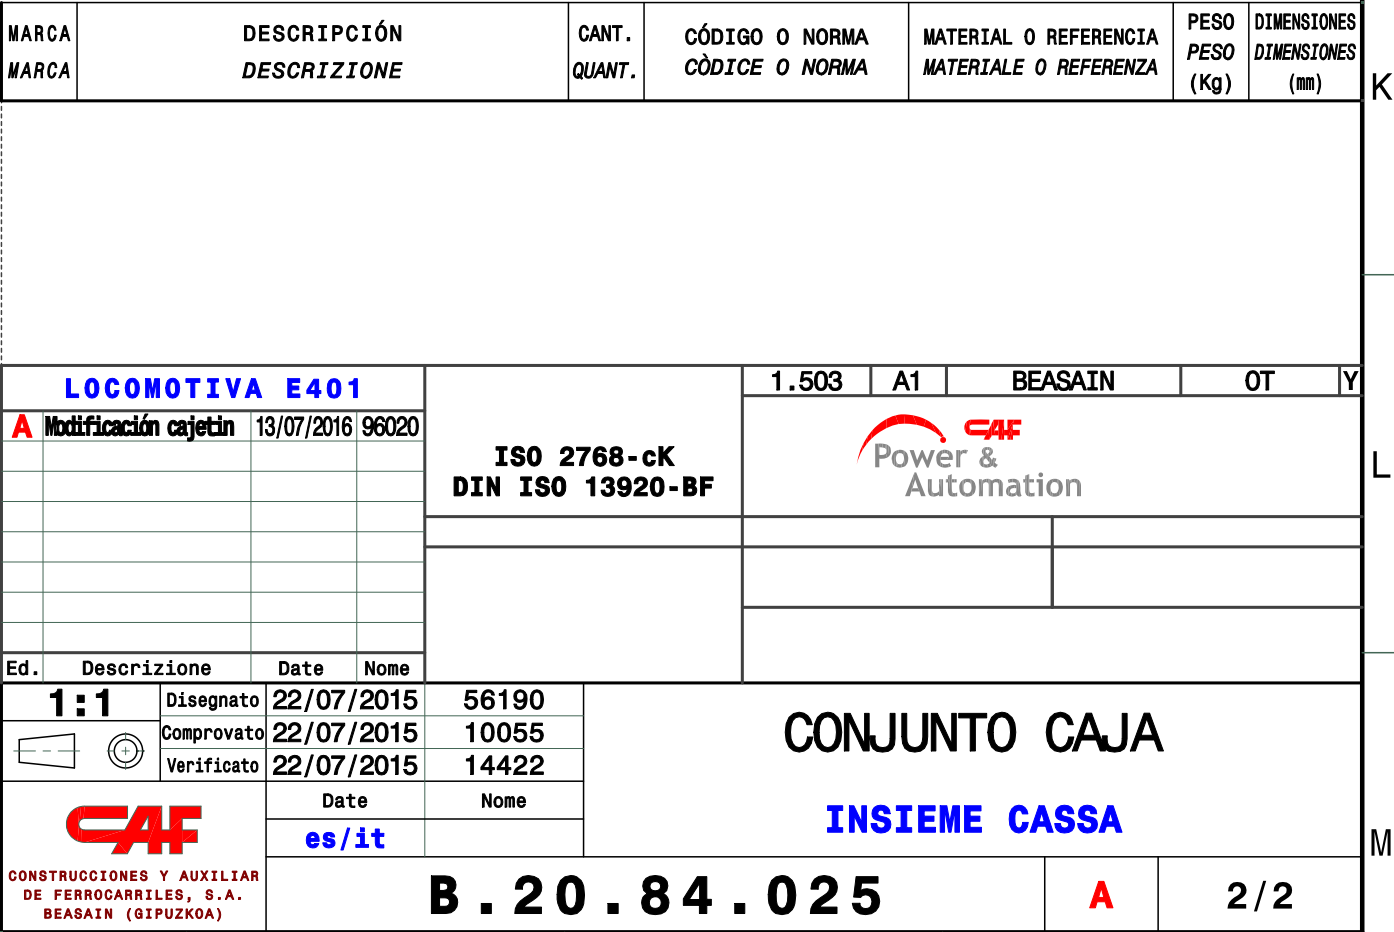 MARCA DESCRIPCIÓN CANT. CÓDIGO O NORMA MATERIAL O REFERENCIA PESO DIMENSIONES
MARCA DESCRIZIONE QUANT. CÒDICE O NORMA MATERIALE O REFERENZA PESO DIMENSIONES
(Kg) (mm)
K
LOCOMOTIVA E401
A Modificación cajetin 13/07/2016 96020
Ed. Descrizione Date Nome
ISO 2768-cK
DIN ISO 13920-BF
1.503 A1 BEASAIN OT Y
CAF
Power &
Automation
L
1:1
Disegnato 22/07/2015 56190
Comprovato 22/07/2015 10055
Verificato 22/07/2015 14422
Date Nome
es/it
CONJUNTO CAJA
INSIEME CASSA
M
CAF
CONSTRUCCIONES Y AUXILIAR
DE FERROCARRILES, S.A.
BEASAIN (GIPUZKOA)
B.20.84.025 A 2/2